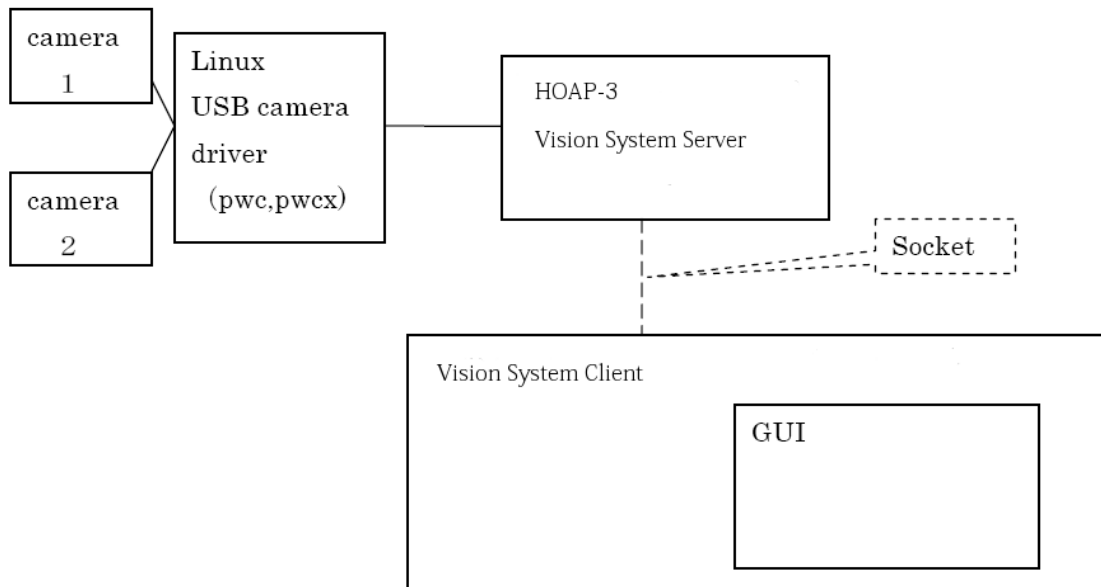 camera
1
camera
2
Linux
USB camera
driver
(pwc,pwcx)
HOAP-3
Vision System Server
Socket
Vision System Client
GUI